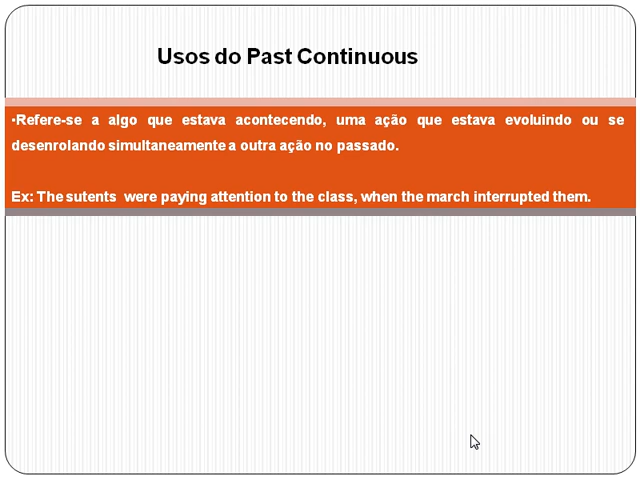 Usos do Past Continuous
•Refere-se a algo que estava acontecendo, uma ação que estava evoluindo ou se
desenrolando simultaneamente a outra ação no passado.
Ex: The sutents were paying attention to the class, when the march interrupted them.